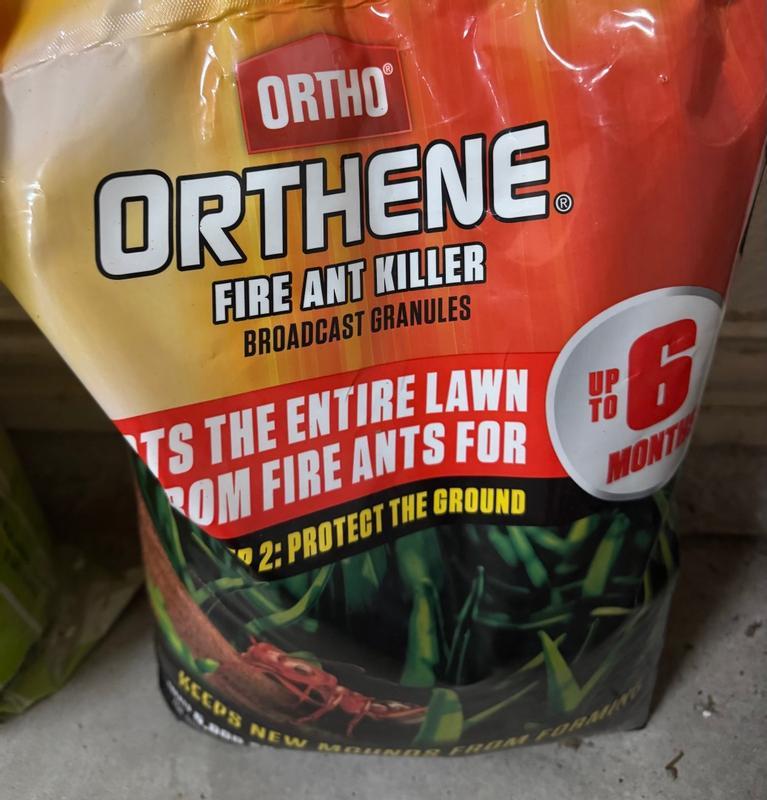 ORTHO®
ORTHENE®
FIRE ANT KILLER
BROADCAST GRANULES
TS THE ENTIRE LAWN
ROM FIRE ANTS FOR
UP TO 6
MONTHS
P 2: PROTECT THE GROUND
KEEPS NEW MOUNDS FROM FORMING